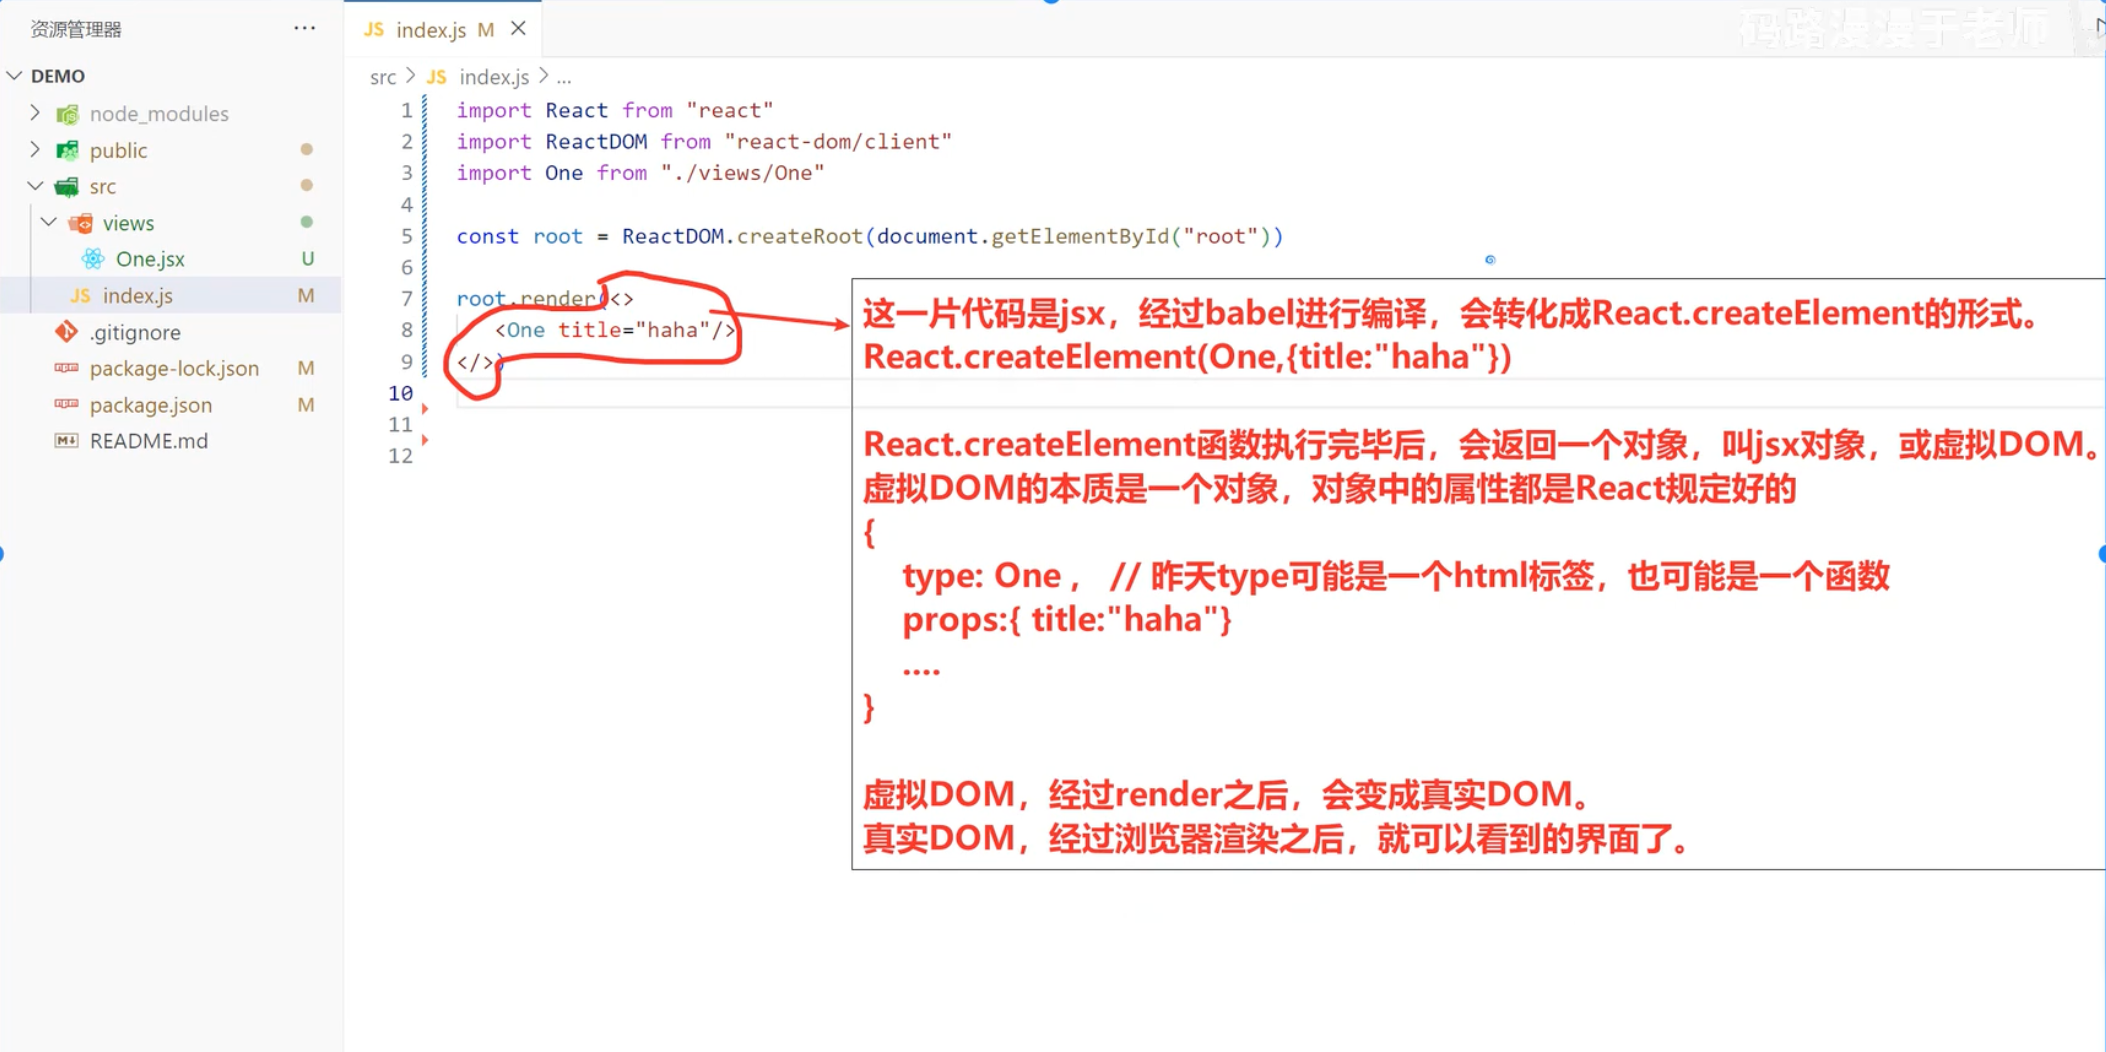 码路漫漫于老师
资源管理器
JS index.js M
DEMO
src > JS index.js > ...
node_modules
public
src
views
One.jsx U
JS index.js M
.gitignore
package-lock.json M
package.json M
README.md
1 import React from "react"
2 import ReactDOM from "react-dom/client"
3 import One from "./views/One"
4
5 const root = ReactDOM.createRoot(document.getElementById("root"))
6
7 root.render(<>
8 <One title="haha"/>
9 </>)
10
11
12
这一片代码是jsx，经过babel进行编译，会转化成React.createElement的形式。
React.createElement(One,{title:"haha"})
React.createElement函数执行完毕后，会返回一个对象，叫jsx对象，或虚拟DOM。
虚拟DOM的本质是一个对象，对象中的属性都是React规定好的
{
type: One ， // 昨天type可能是一个html标签，也可能是一个函数
props:{ title:"haha"}
....
}
虚拟DOM，经过render之后，会变成真实DOM。
真实DOM，经过浏览器渲染之后，就可以看到的界面了。